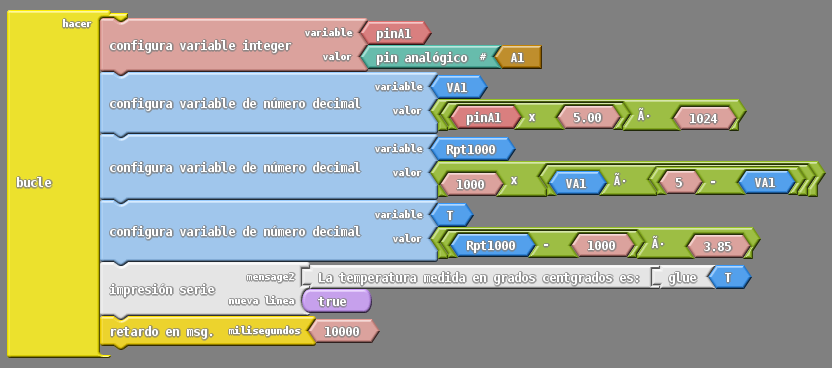 bucle
hacer
configura variable integer
variable pinA1
valor pin analógico # A1
configura variable de número decimal
variable VA1
valor pinA1 x 5.00 Ã· 1024
configura variable de número decimal
variable Rpt1000
valor 1000 x VA1 Ã· 5 - VA1
configura variable de número decimal
variable T
valor Rpt1000 - 1000 Ã· 3.85
impresión serie
mensage2 La temperatura medida en grados centgrados es: glue T
nueva linea true
retardo en msg. milisegundos 10000